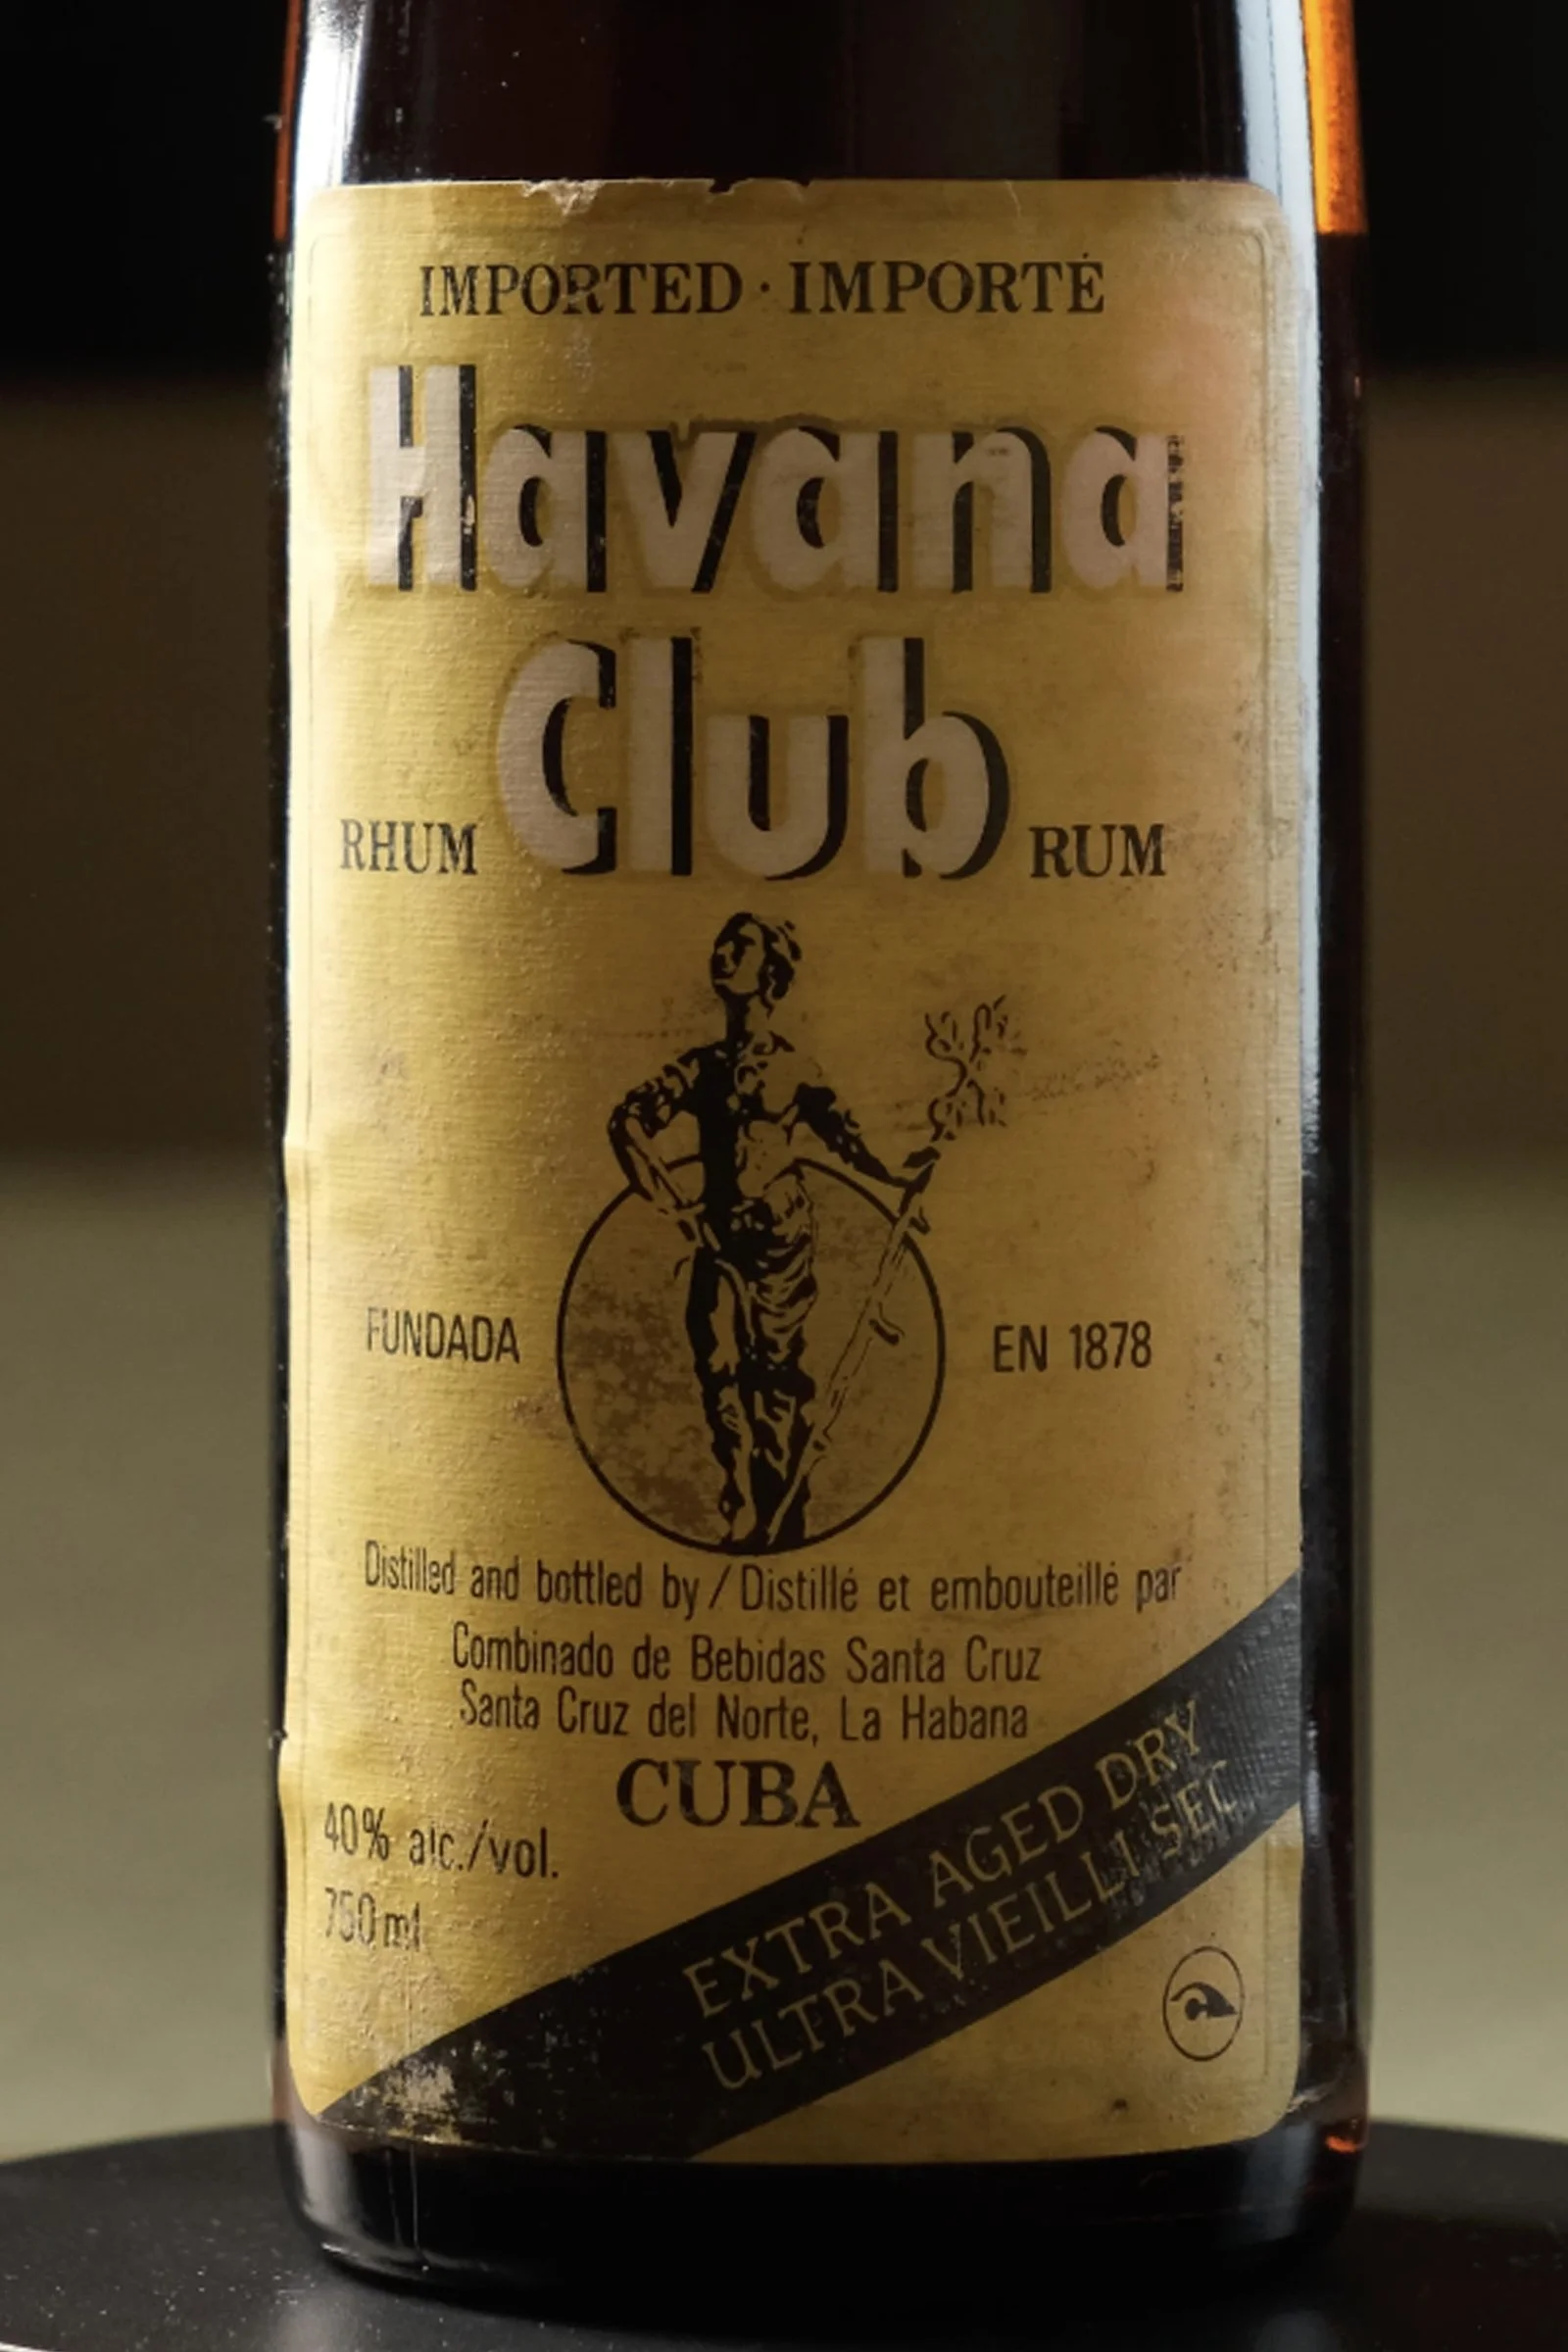 IMPORTED · IMPORTÉ
Havana
Club
RHUM RUM
FUNDADA EN 1878
Distilled and bottled by / Distillé et embouteillé par
Combinado de Bebidas Santa Cruz
Santa Cruz del Norte, La Habana
CUBA
40% alc./vol.
750 ml
EXTRA AGED DRY
ULTRA VIEILLI SEC